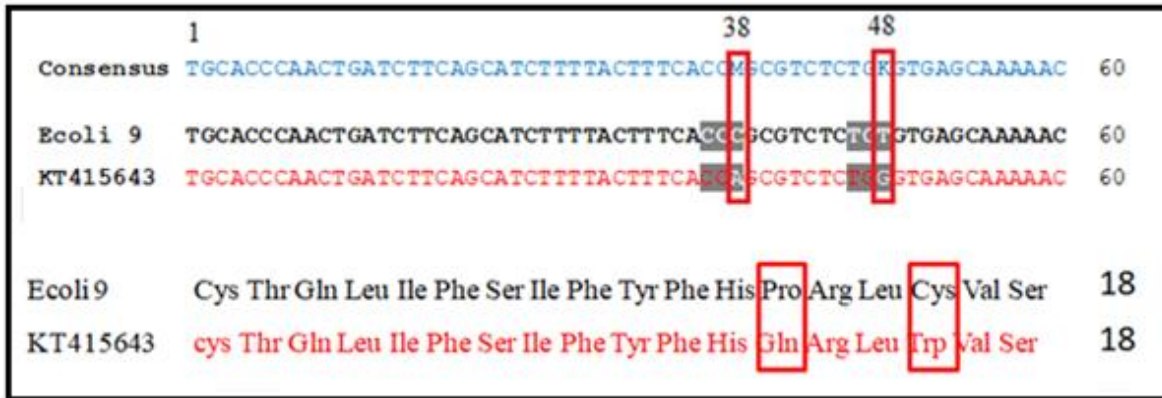 1 38 48
Consensus TGCACCCAACTGATCTTCAGCATCTTTTACTTTCACCMGCGTCTCTGKGTGAGCAAAAAC 60
Ecoli 9 TGCACCCAACTGATCTTCAGCATCTTTTACTTTCACCCGCGTCTCTGTGTGAGCAAAAAC 60
KT415643 TGCACCCAACTGATCTTCAGCATCTTTTACTTTCACCAGCGTCTCTGGGTGAGCAAAAAC 60
Ecoli 9 Cys Thr Gln Leu Ile Phe Ser Ile Phe Tyr Phe His Pro Arg Leu Cys Val Ser 18
KT415643 cys Thr Gln Leu Ile Phe Ser Ile Phe Tyr Phe His Gln Arg Leu Trp Val Ser 18